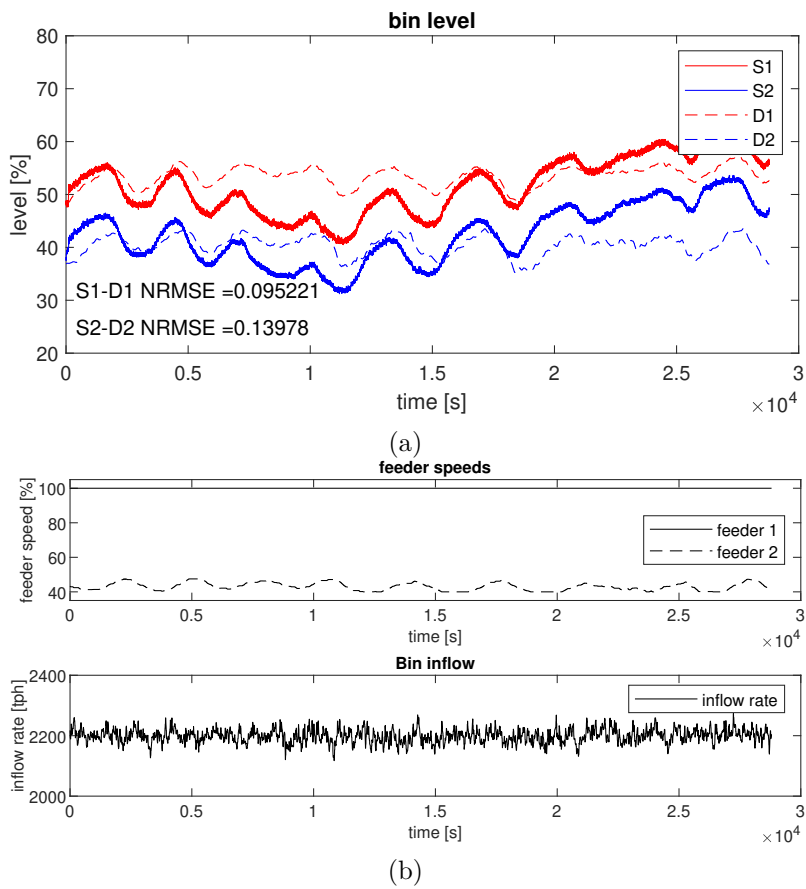 bin level
80
70
60
50
40
30
20
level [%]
S1
S2
D1
D2
S1-D1 NRMSE =0.095221
S2-D2 NRMSE =0.13978
0 0.5 1 1.5 2 2.5 3
time [s]
×10⁴
(a)
feeder speeds
100
80
60
40
feeder speed [%]
feeder 1
feeder 2
0 0.5 1 1.5 2 2.5 3
time [s]
×10⁴
Bin inflow
2400
2200
2000
inflow rate [tph]
inflow rate
0 0.5 1 1.5 2 2.5 3
time [s]
×10⁴
(b)